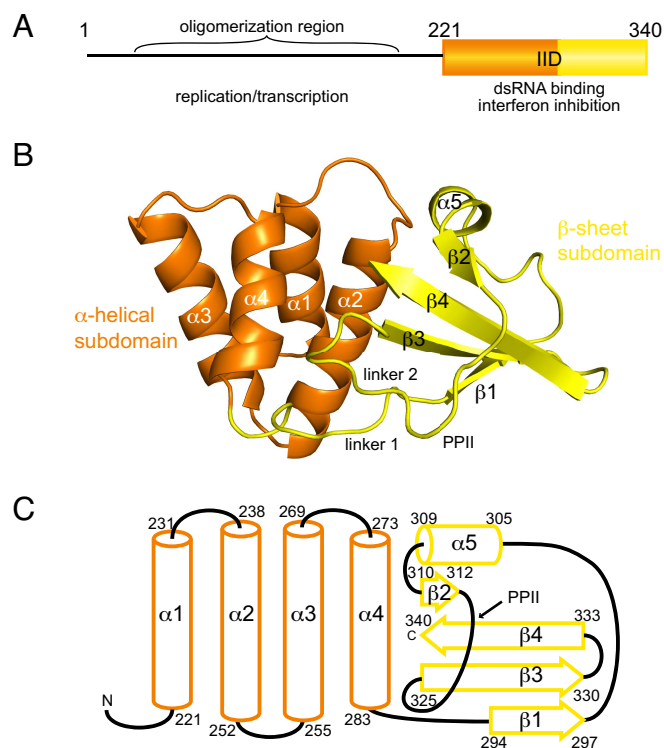 A
1
oligomerization region
221
340
IID
replication/transcription
dsRNA binding
interferon inhibition
B
α5
β-sheet
subdomain
β2
β4
α-helical
subdomain
α3
α4
α1
α2
β3
linker 2
β1
linker 1
PPII
C
231
238
269
273
309
305
α5
310
312
β2
PPII
α1
α2
α3
α4
340
C
333
β4
β3
325
330
N
221
252
255
283
β1
294
297